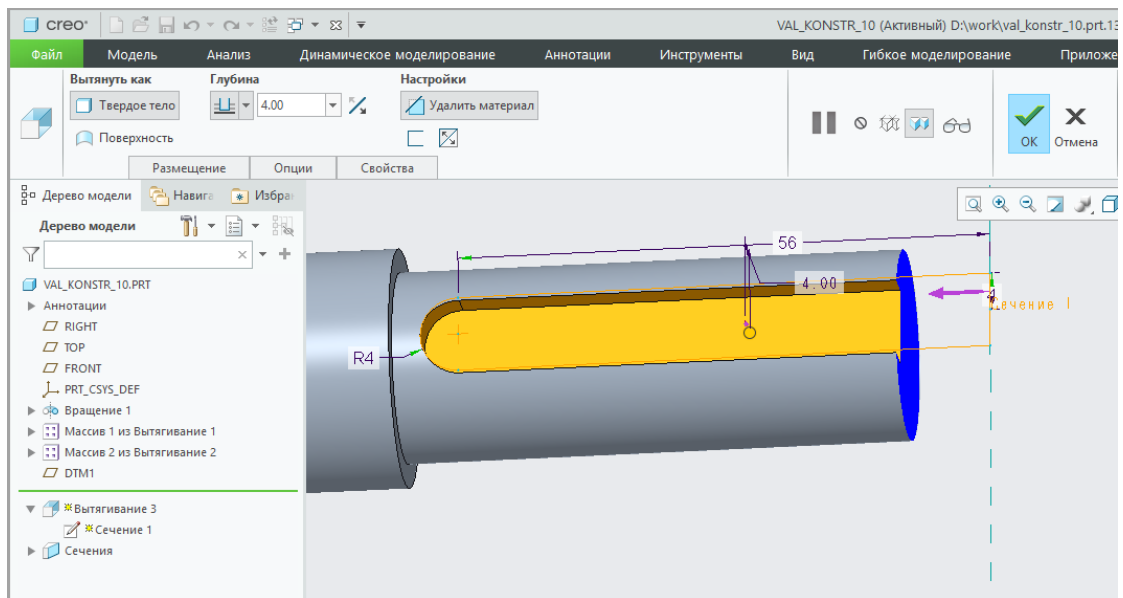 creo® VAL_KONSTR_10 (Активный) D:\work\val_konstr_10.prt.13
Файл Модель Анализ Динамическое моделирование Аннотации Инструменты Вид Гибкое моделирование Приложе
Вытянуть как Глубина Настройки
Твердое тело 4.00 Удалить материал
Поверхность OK Отмена
Размещение Опции Свойства
Дерево модели Навига Избран
Дерево модели
VAL_KONSTR_10.PRT
Аннотации
RIGHT
TOP
FRONT
PRT_CSYS_DEF
Вращение 1
Массив 1 из Вытягивание 1
Массив 2 из Вытягивание 2
DTM1
Вытягивание 3
Сечение 1
Сечения
56
4.00
4
Сечение 1
R4